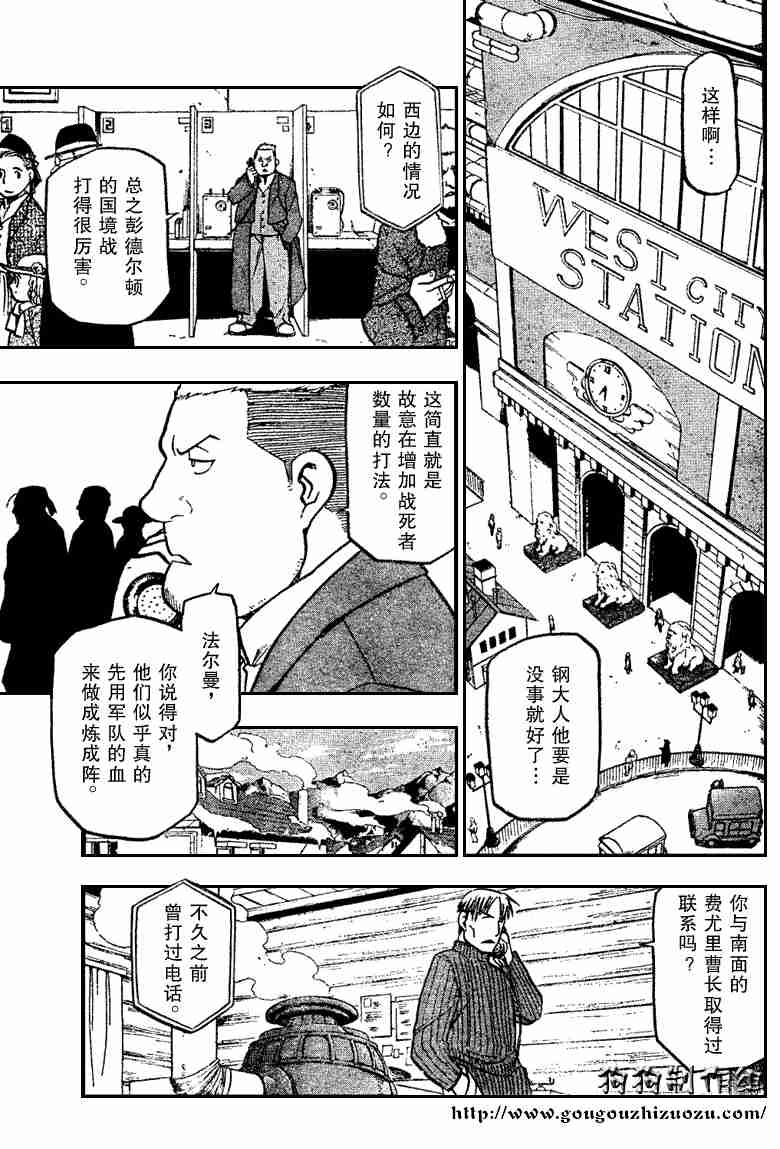 这样啊…
WEST CITY
STATION
钢大人他要是
没事就好了…
西边的情况
如何？
1
2
3
总之彭德尔顿
的国境战
打得很厉害。
这简直就是
故意在增加战死者
数量的打法。
法尔曼，
你说得对，
他们似乎真的
先用军队的血
来做成炼成阵。
你与南面的
费尤里曹长取得过
联系吗？
不久之前
曾打过电话。
狗狗制作组
http://www.gougouzhizuozu.com/